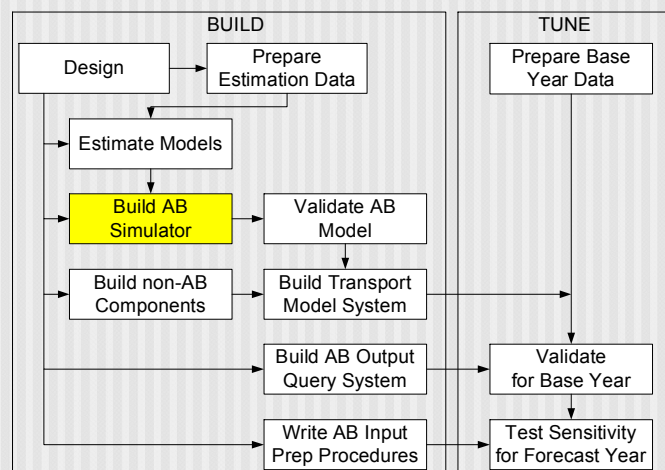 BUILD
TUNE
Design
Prepare
Estimation Data
Prepare Base
Year Data
Estimate Models
Build AB
Simulator
Validate AB
Model
Build non-AB
Components
Build Transport
Model System
Build AB Output
Query System
Validate
for Base Year
Write AB Input
Prep Procedures
Test Sensitivity
for Forecast Year